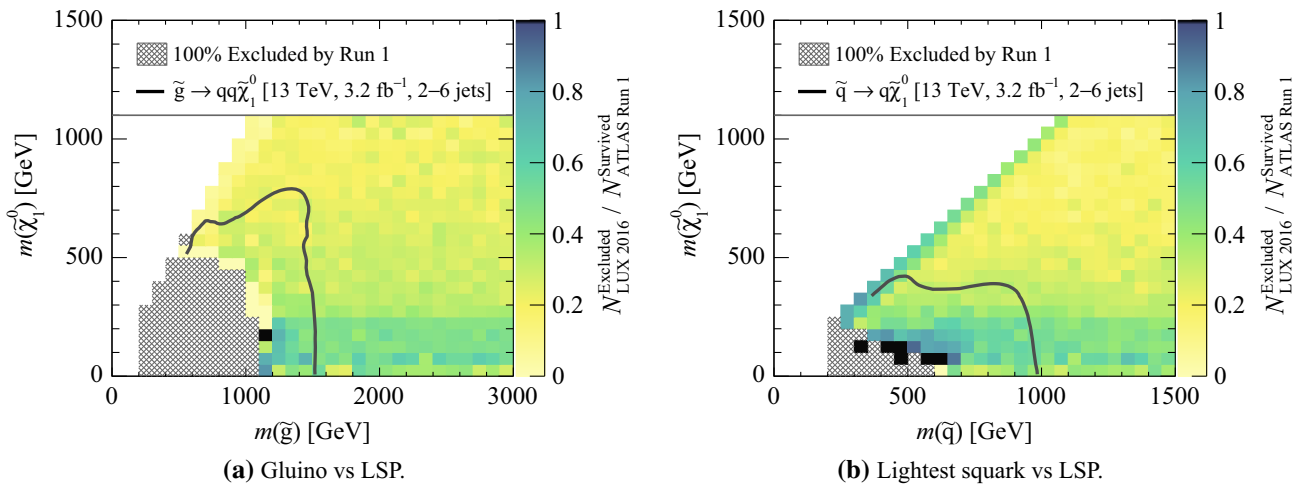 1500
1000
500
0
m(χ̃₁⁰) [GeV]
100% Excluded by Run 1
g̃ → qqχ̃₁⁰ [13 TeV, 3.2 fb⁻¹, 2–6 jets]
0 1000 2000 3000
m(g̃) [GeV]
1
0.8
0.6
0.4
0.2
0
N^Excluded_LUX 2016 / N^Survived_ATLAS Run 1
(a) Gluino vs LSP.
1500
1000
500
0
m(χ̃₁⁰) [GeV]
100% Excluded by Run 1
q̃ → qχ̃₁⁰ [13 TeV, 3.2 fb⁻¹, 2–6 jets]
0 500 1000 1500
m(q̃) [GeV]
1
0.8
0.6
0.4
0.2
0
N^Excluded_LUX 2016 / N^Survived_ATLAS Run 1
(b) Lightest squark vs LSP.